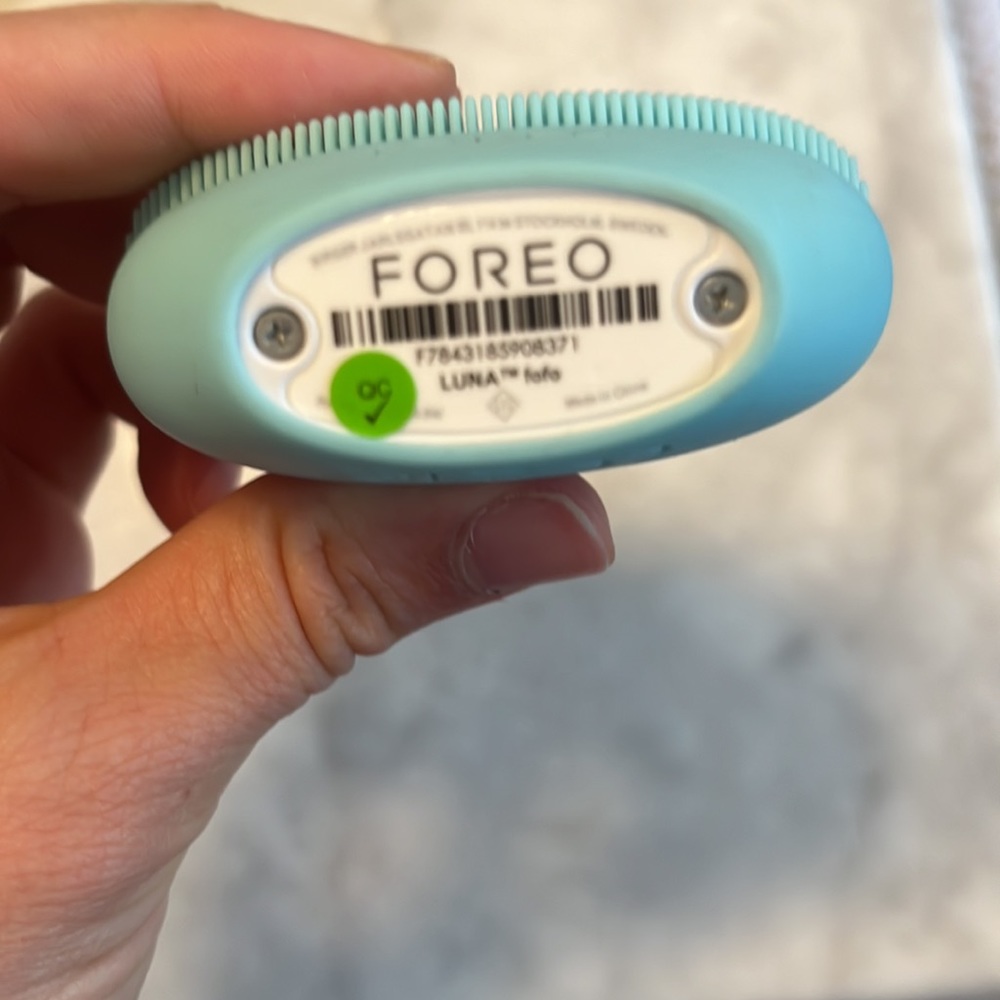 FOREO
F7843185908371
LUNA™ fofo
QC
Made in China